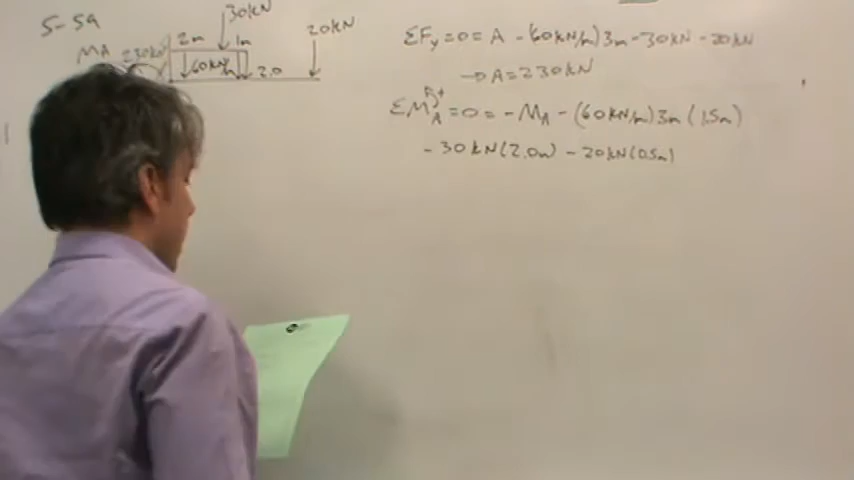 5-59
30kN
20kN
2m 1m
MA 230kN
60kN/m 2.0
ΣFy=0= A - (60kN/m)3m -30kN - 20kN
→ A=230kN
ΣMA=0= - MA - (60kN/m)3m(1.5m)
- 30kN(2.0m) - 20kN(0.5m)